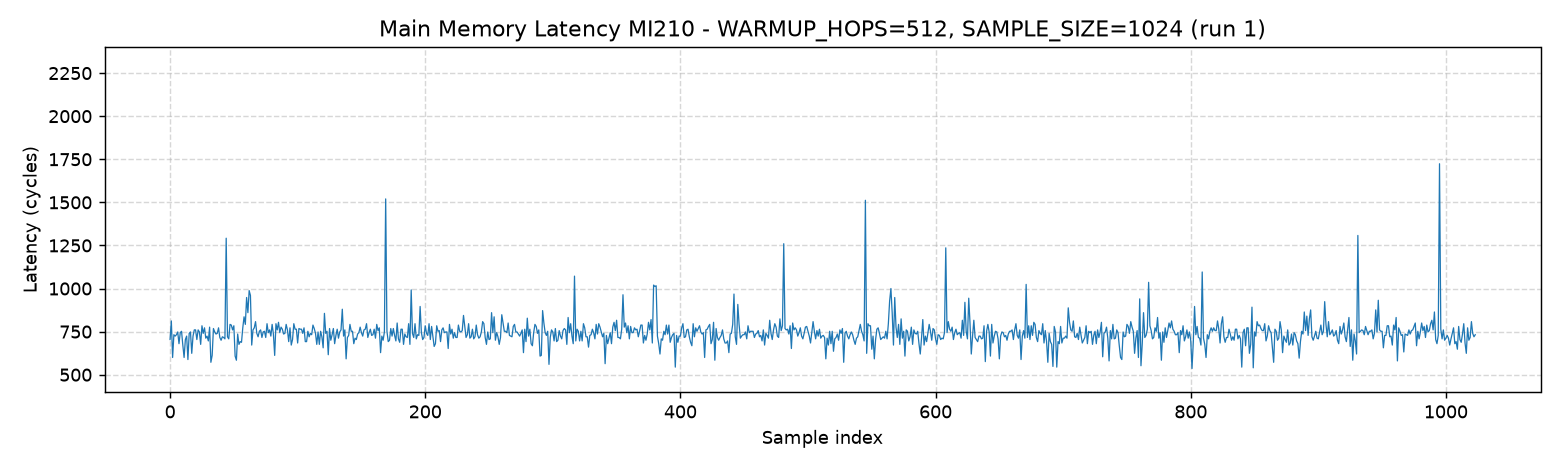 Main Memory Latency MI210 - WARMUP_HOPS=512, SAMPLE_SIZE=1024 (run 1)
Latency (cycles)
2250
2000
1750
1500
1250
1000
750
500
0 200 400 600 800 1000
Sample index